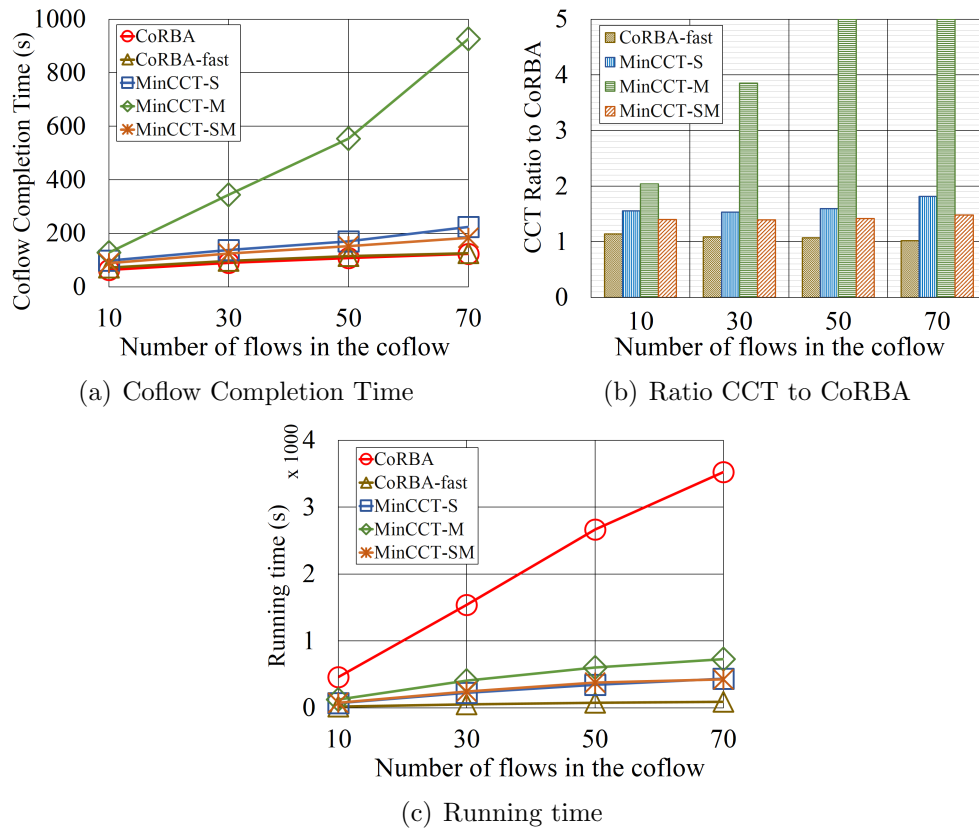 Coflow Completion Time (s)
1000
800
600
400
200
0
CoRBA
CoRBA-fast
MinCCT-S
MinCCT-M
MinCCT-SM
10 30 50 70
Number of flows in the coflow
(a) Coflow Completion Time
CCT Ratio to CoRBA
5
4
3
2
1
0
CoRBA-fast
MinCCT-S
MinCCT-M
MinCCT-SM
10 30 50 70
Number of flows in the coflow
(b) Ratio CCT to CoRBA
Running time (s)
x 1000
4
3
2
1
0
CoRBA
CoRBA-fast
MinCCT-S
MinCCT-M
MinCCT-SM
10 30 50 70
Number of flows in the coflow
(c) Running time